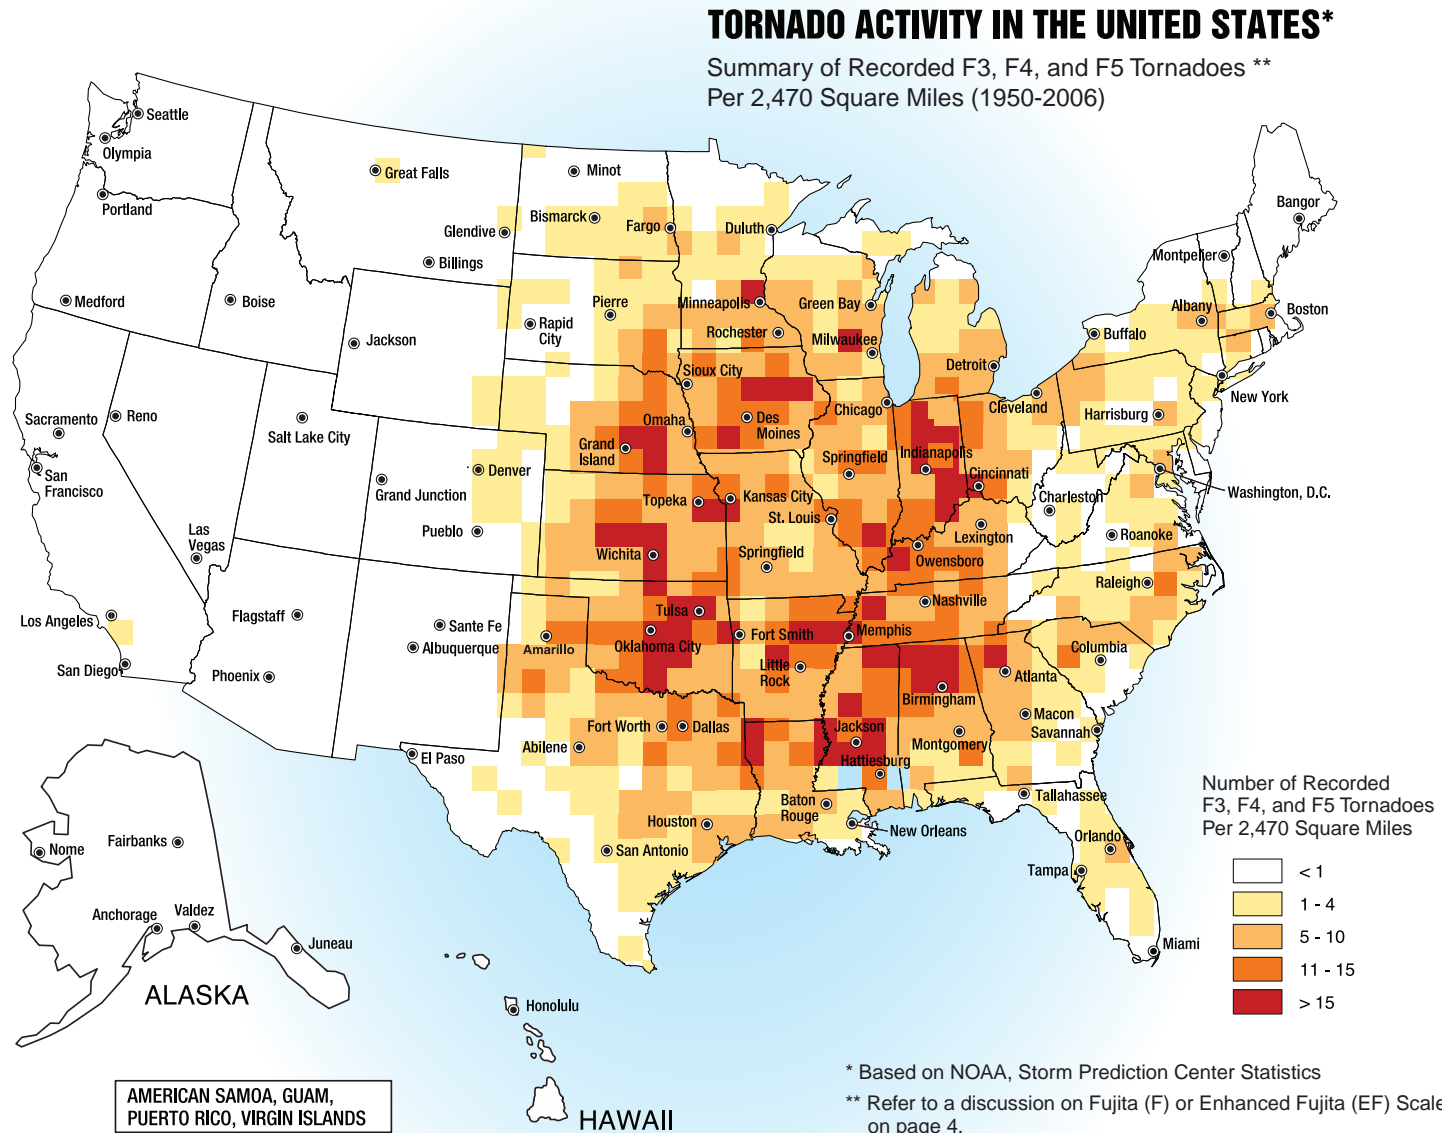 TORNADO ACTIVITY IN THE UNITED STATES*
Summary of Recorded F3, F4, and F5 Tornadoes **
Per 2,470 Square Miles (1950-2006)
Seattle
Olympia
Portland
Medford
Boise
Great Falls
Glendive
Billings
Jackson
Minot
Bismarck
Fargo
Duluth
Pierre
Rapid
City
Minneapolis
Rochester
Green Bay
Milwaukee
Sioux City
Detroit
Chicago
Cleveland
Buffalo
Albany
Montpelier
Bangor
Boston
New York
Harrisburg
Washington, D.C.
Sacramento
San
Francisco
Reno
Salt Lake City
Las
Vegas
Los Angeles
San Diego
Flagstaff
Phoenix
Grand Junction
Denver
Pueblo
Sante Fe
Albuquerque
El Paso
Omaha
Grand
Island
Des
Moines
Topeka
Kansas City
Wichita
Springfield
St. Louis
Springfield
Indianapolis
Cincinnati
Charleston
Lexington
Owensboro
Roanoke
Raleigh
Nashville
Tulsa
Oklahoma City
Amarillo
Fort Smith
Memphis
Little
Rock
Columbia
Atlanta
Birmingham
Macon
Savannah
Montgomery
Jackson
Hattiesburg
Fort Worth
Dallas
Abilene
Baton
Rouge
New Orleans
Houston
San Antonio
Tallahassee
Orlando
Tampa
Miami
Fairbanks
Nome
Anchorage
Valdez
Juneau
ALASKA
Honolulu
HAWAII
AMERICAN SAMOA, GUAM,
PUERTO RICO, VIRGIN ISLANDS
Number of Recorded
F3, F4, and F5 Tornadoes
Per 2,470 Square Miles
< 1
1 - 4
5 - 10
11 - 15
> 15
* Based on NOAA, Storm Prediction Center Statistics
** Refer to a discussion on Fujita (F) or Enhanced Fujita (EF) Scale
on page 4.